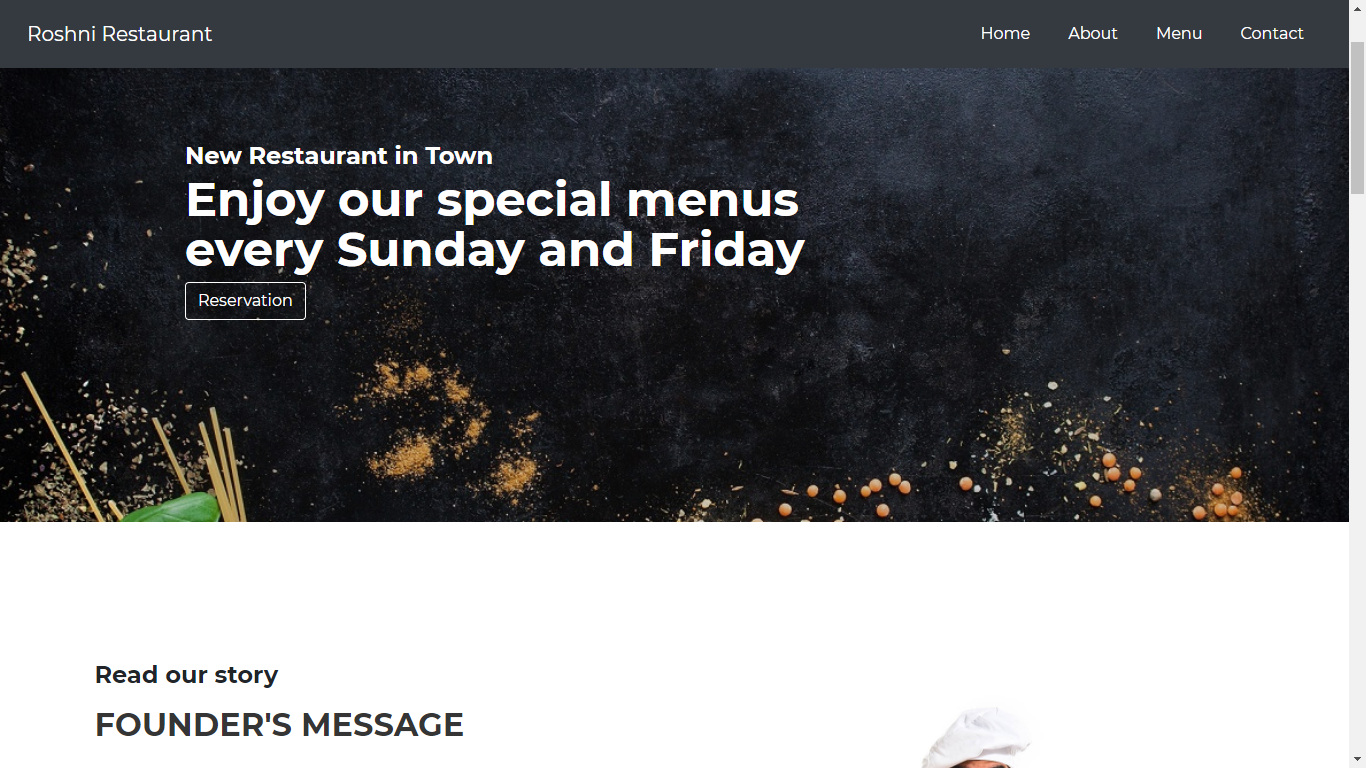 Roshni Restaurant
Home About Menu Contact
New Restaurant in Town
Enjoy our special menus
every Sunday and Friday
Reservation
Read our story
FOUNDER'S MESSAGE